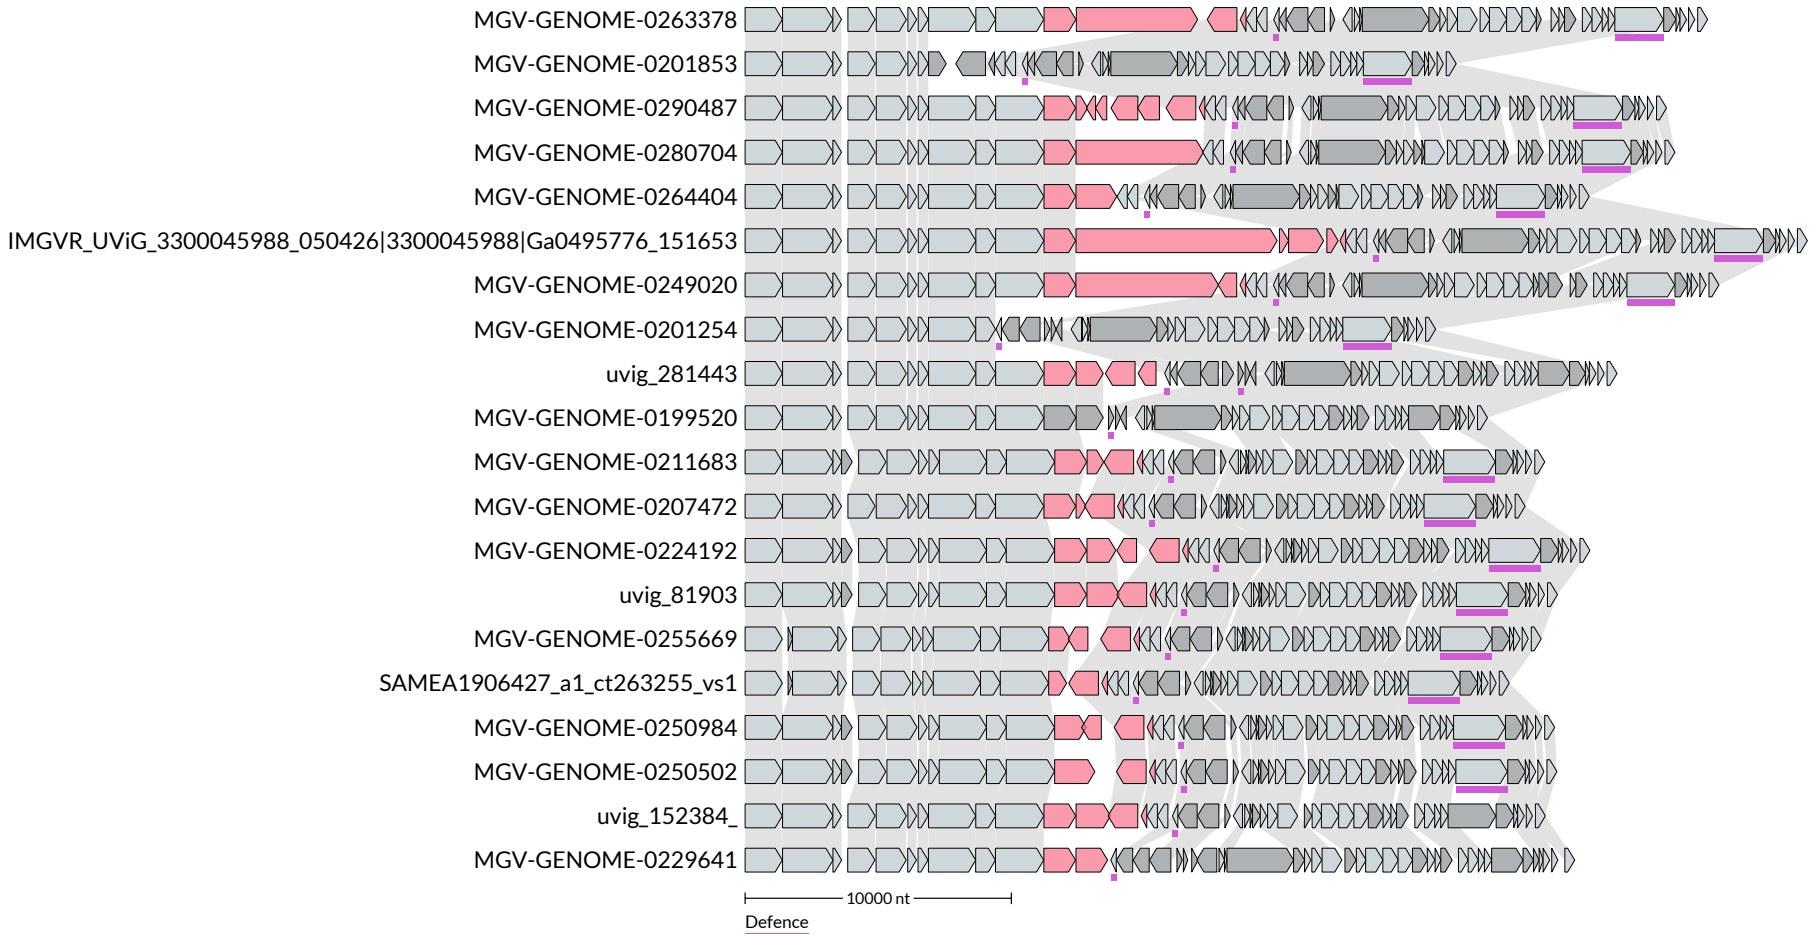 MGV-GENOME-0263378
MGV-GENOME-0201853
MGV-GENOME-0290487
MGV-GENOME-0280704
MGV-GENOME-0264404
IMGVR_UViG_3300045988_050426|3300045988|Ga0495776_151653
MGV-GENOME-0249020
MGV-GENOME-0201254
uvig_281443
MGV-GENOME-0199520
MGV-GENOME-0211683
MGV-GENOME-0207472
MGV-GENOME-0224192
uvig_81903
MGV-GENOME-0255669
SAMEA1906427_a1_ct263255_vs1
MGV-GENOME-0250984
MGV-GENOME-0250502
uvig_152384_
MGV-GENOME-0229641
10000 nt
Defence